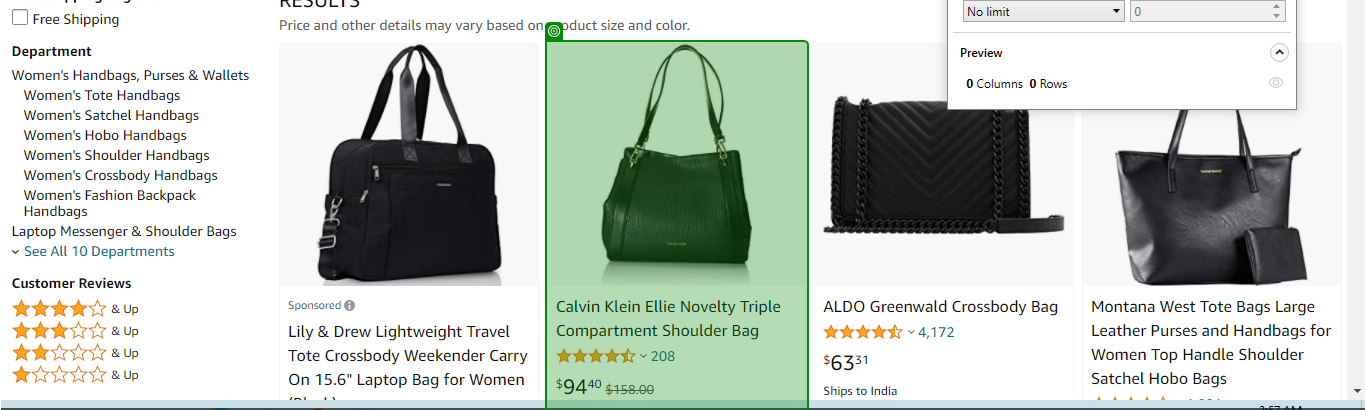 Free Shipping
Department
Women's Handbags, Purses & Wallets
Women's Tote Handbags
Women's Satchel Handbags
Women's Hobo Handbags
Women's Shoulder Handbags
Women's Crossbody Handbags
Women's Fashion Backpack
Handbags
Laptop Messenger & Shoulder Bags
See All 10 Departments
Customer Reviews
& Up
& Up
& Up
& Up
RESULTS
Price and other details may vary based on product size and color.
Sponsored
Lily & Drew Lightweight Travel
Tote Crossbody Weekender Carry
On 15.6" Laptop Bag for Women
Calvin Klein Ellie Novelty Triple
Compartment Shoulder Bag
208
$94.40 $158.00
ALDO Greenwald Crossbody Bag
4,172
$63.31
Ships to India
Montana West Tote Bags Large
Leather Purses and Handbags for
Women Top Handle Shoulder
Satchel Hobo Bags
No limit
0
Preview
0 Columns 0 Rows